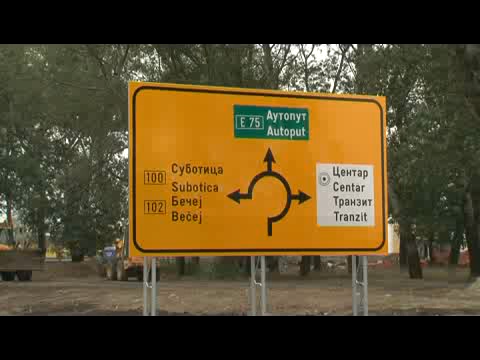 E 75 Аутопут
Autoput
100 Суботица
Subotica
102 Бечеј
Bečej
Центар
Centar
Транзит
Tranzit